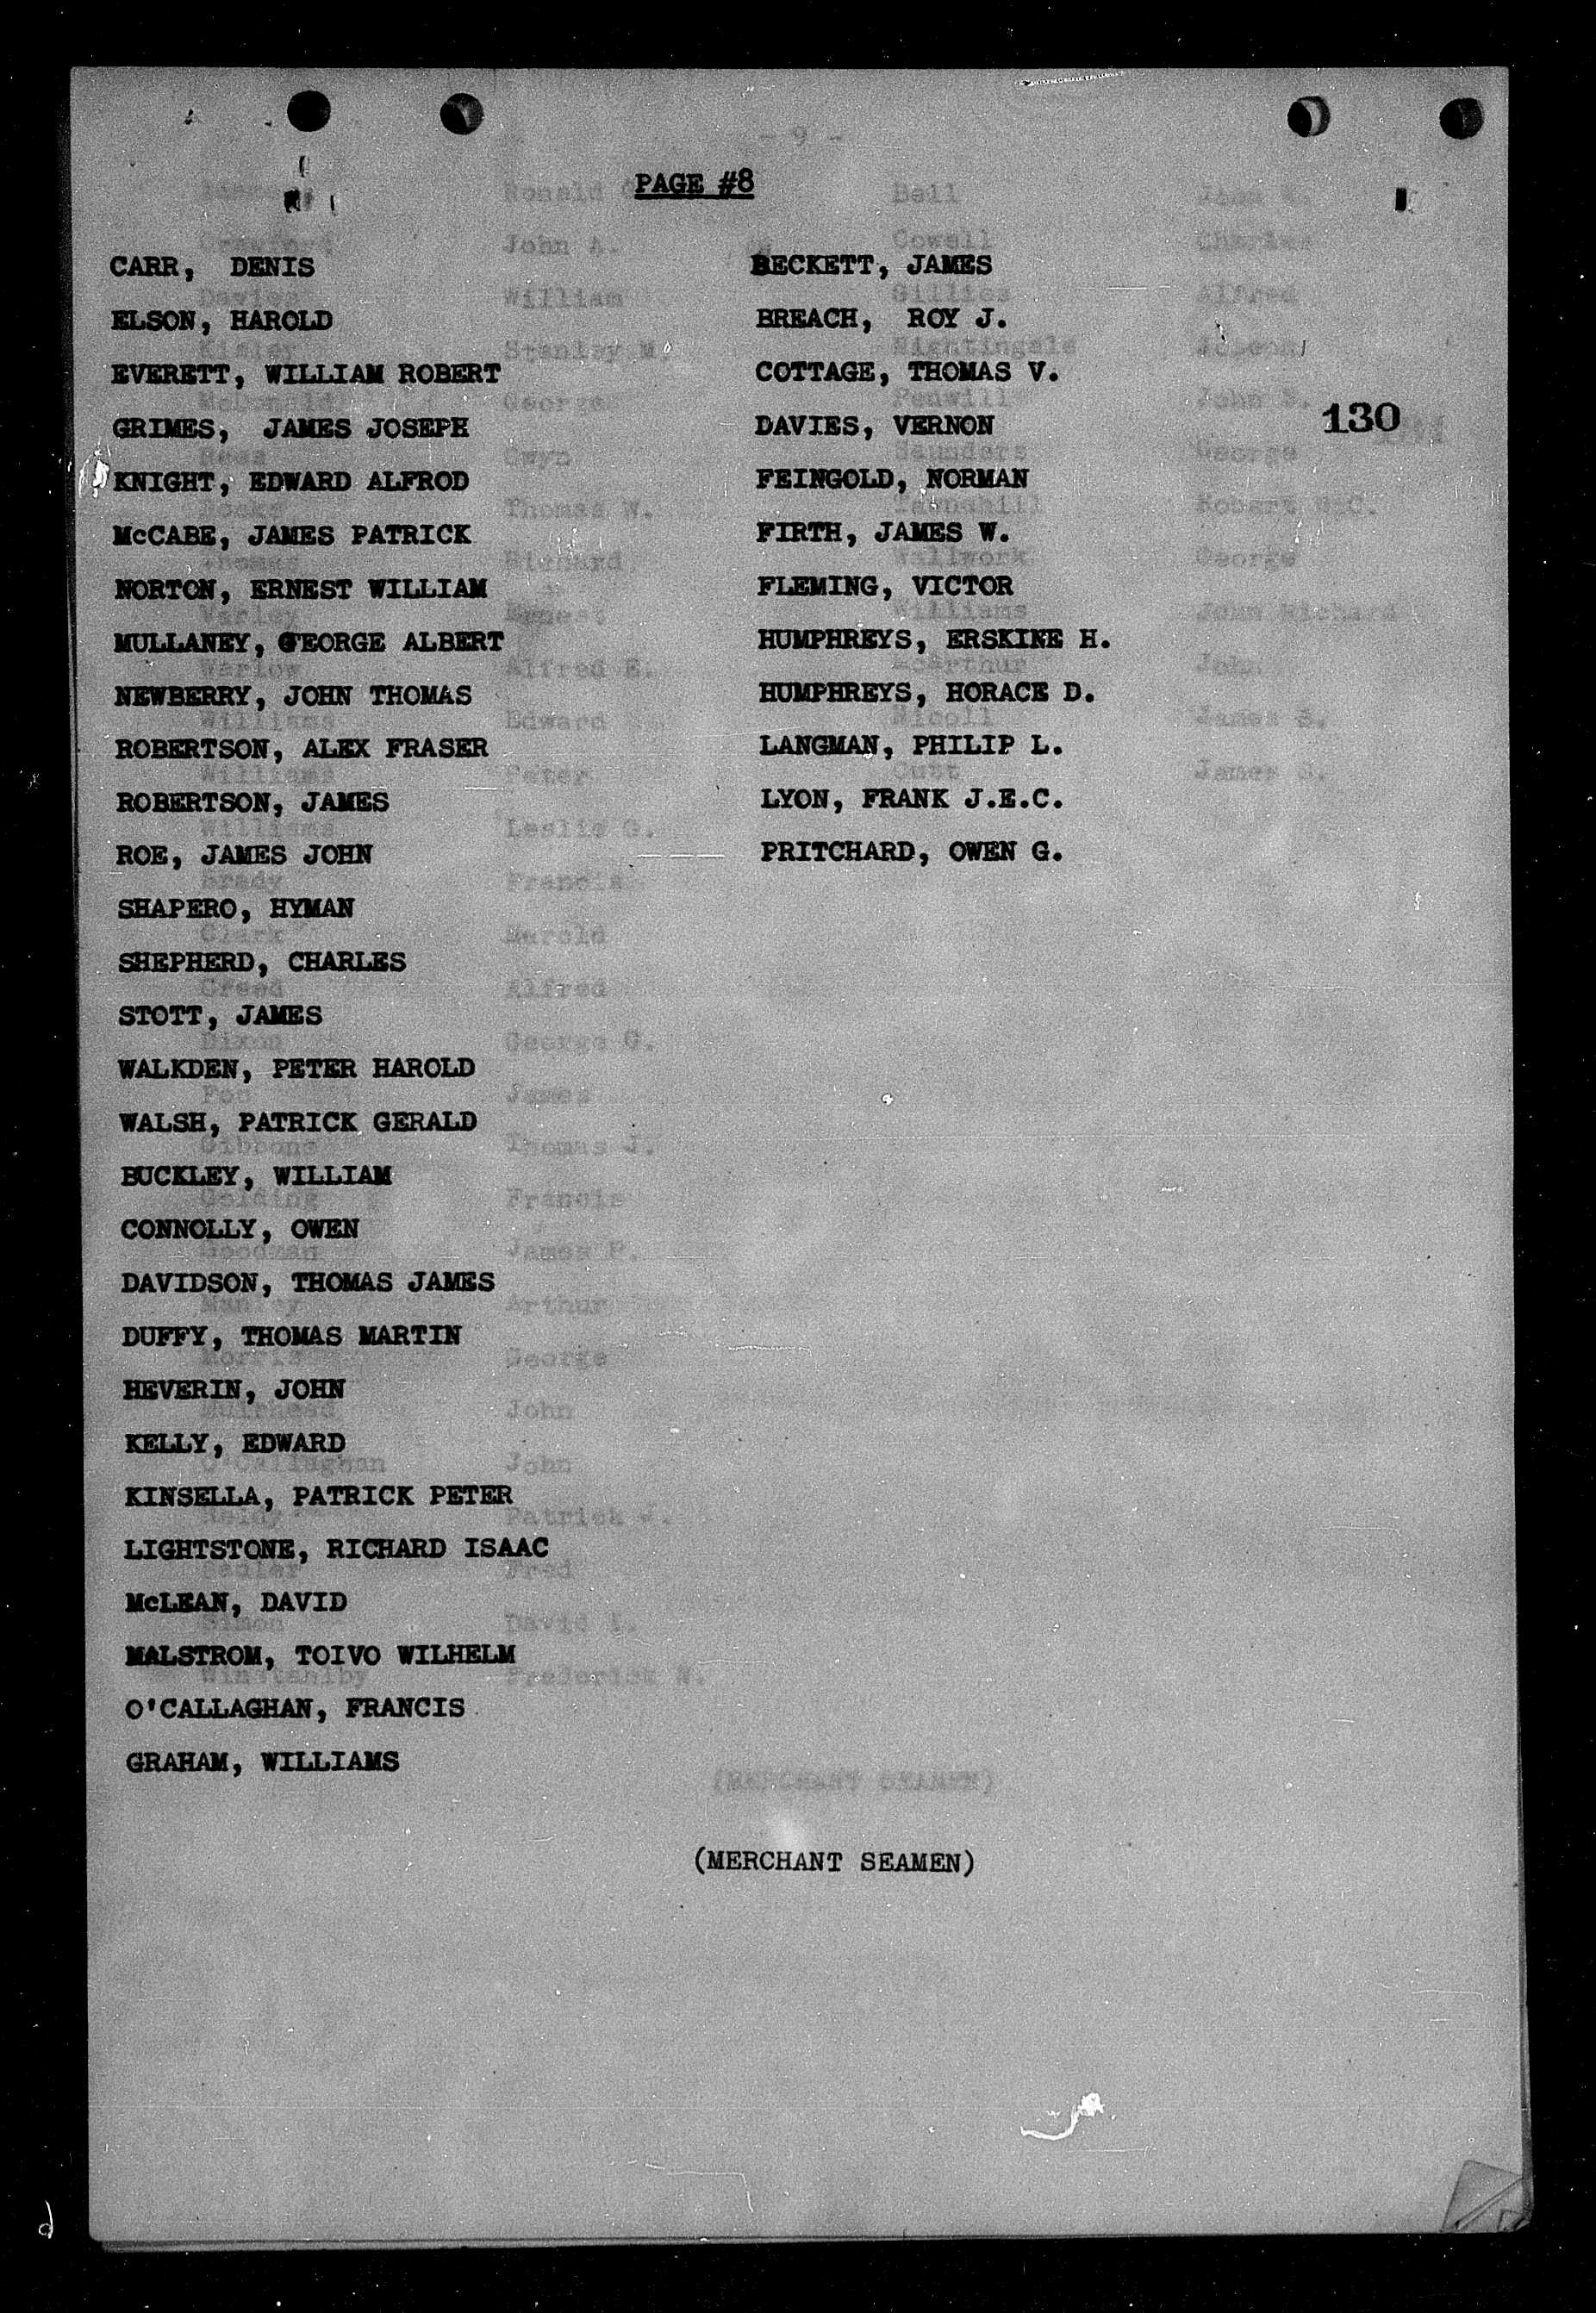 PAGE #8
CARR, DENIS
ELSON, HAROLD
EVERETT, WILLIAM ROBERT
GRIMES, JAMES JOSEPH
KNIGHT, EDWARD ALFROD
McCABE, JAMES PATRICK
NORTON, ERNEST WILLIAM
MULLANEY, GEORGE ALBERT
NEWBERRY, JOHN THOMAS
ROBERTSON, ALEX FRASER
ROBERTSON, JAMES
ROE, JAMES JOHN
SHAPERO, HYMAN
SHEPHERD, CHARLES
STOTT, JAMES
WALKDEN, PETER HAROLD
WALSH, PATRICK GERALD
BUCKLEY, WILLIAM
CONNOLLY, OWEN
DAVIDSON, THOMAS JAMES
DUFFY, THOMAS MARTIN
HEVERIN, JOHN
KELLY, EDWARD
KINSELLA, PATRICK PETER
LIGHTSTONE, RICHARD ISAAC
McLEAN, DAVID
MALSTROM, TOIVO WILHELM
O'CALLAGHAN, FRANCIS
GRAHAM, WILLIAMS
BECKETT, JAMES
BREACH, ROY J.
COTTAGE, THOMAS V.
DAVIES, VERNON
FEINGOLD, NORMAN
FIRTH, JAMES W.
FLEMING, VICTOR
HUMPHREYS, ERSKINE H.
HUMPHREYS, HORACE D.
LANGMAN, PHILIP L.
LYON, FRANK J.E.C.
PRITCHARD, OWEN G.
130
(MERCHANT SEAMEN)